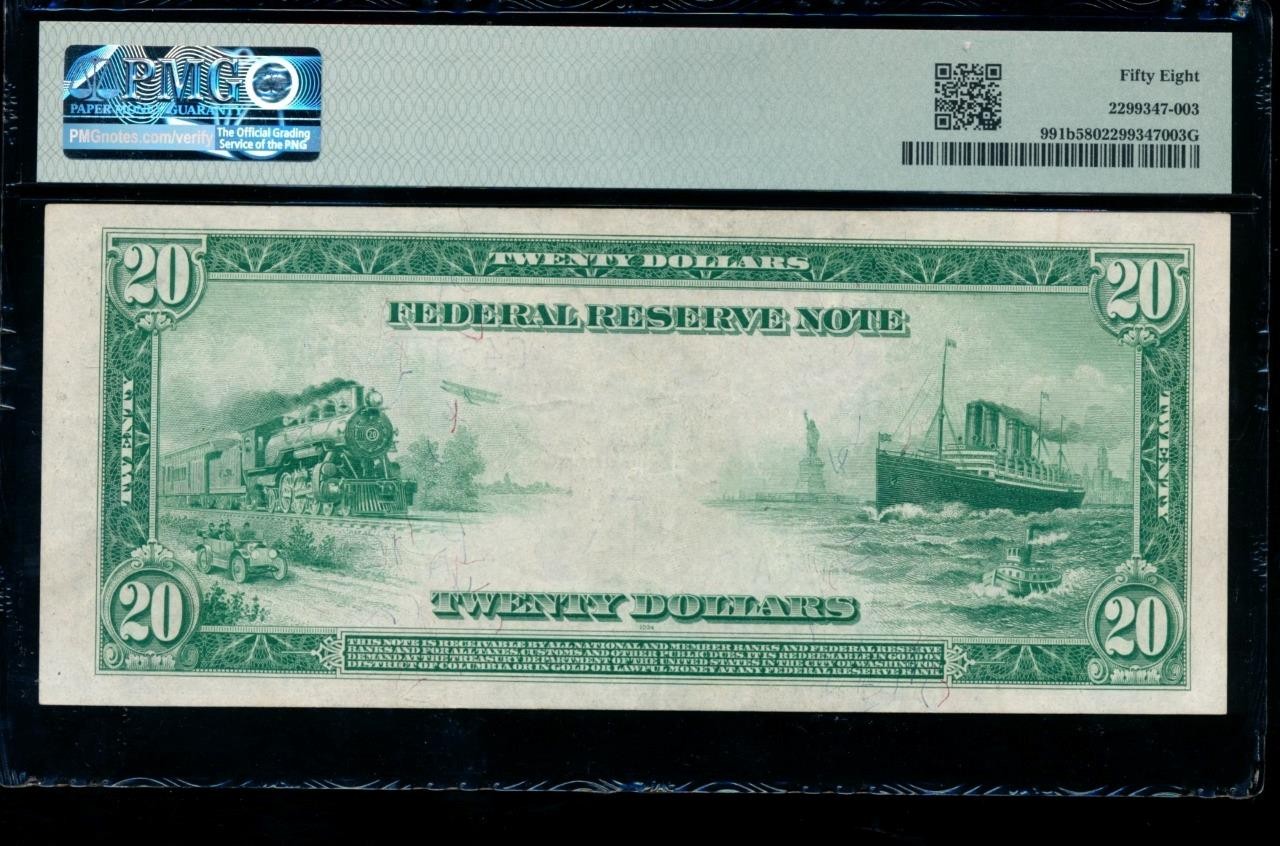 PMG
PAPER MONEY GUARANTY
PMGnotes.com/verify
The Official Grading
Service of the PNG
Fifty Eight
2299347-003
991b5802299347003G
20
TWENTY DOLLARS
20
FEDERAL RESERVE NOTE
TWENTY
TWENTY
20
TWENTY DOLLARS
20
THIS NOTE IS RECEIVABLE BY ALL NATIONAL AND MEMBER BANKS AND FEDERAL RESERVE
BANKS AND FOR ALL TAXES, CUSTOMS AND OTHER PUBLIC DUES. IT IS REDEEMABLE IN GOLD ON
DEMAND AT THE TREASURY DEPARTMENT OF THE UNITED STATES IN THE CITY OF WASHINGTON,
DISTRICT OF COLUMBIA OR IN GOLD OR LAWFUL MONEY AT ANY FEDERAL RESERVE BANK.